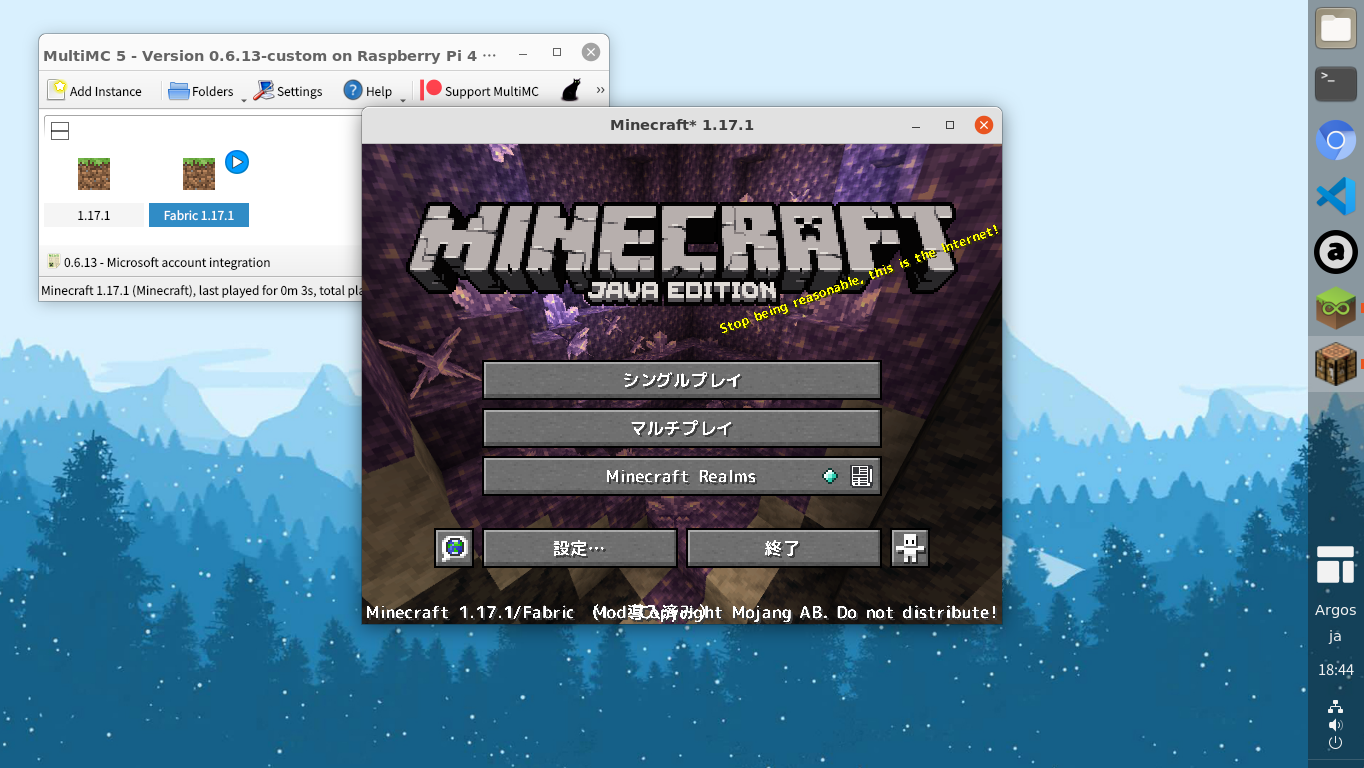 MultiMC 5 - Version 0.6.13-custom on Raspberry Pi 4 ···
Add Instance
Folders
Settings
Help
Support MultiMC
»
1.17.1
Fabric 1.17.1
0.6.13 - Microsoft account integration
Minecraft 1.17.1 (Minecraft), last played for 0m 3s, total pla
Minecraft* 1.17.1
MINECRAFT
JAVA EDITION
Stop being reasonable, this is the Internet!
シングルプレイ
マルチプレイ
Minecraft Realms
設定…
終了
Minecraft 1.17.1/Fabric (Mod 導入済み)
Copyright Mojang AB. Do not distribute!
>_
a
Argos
ja
18:44